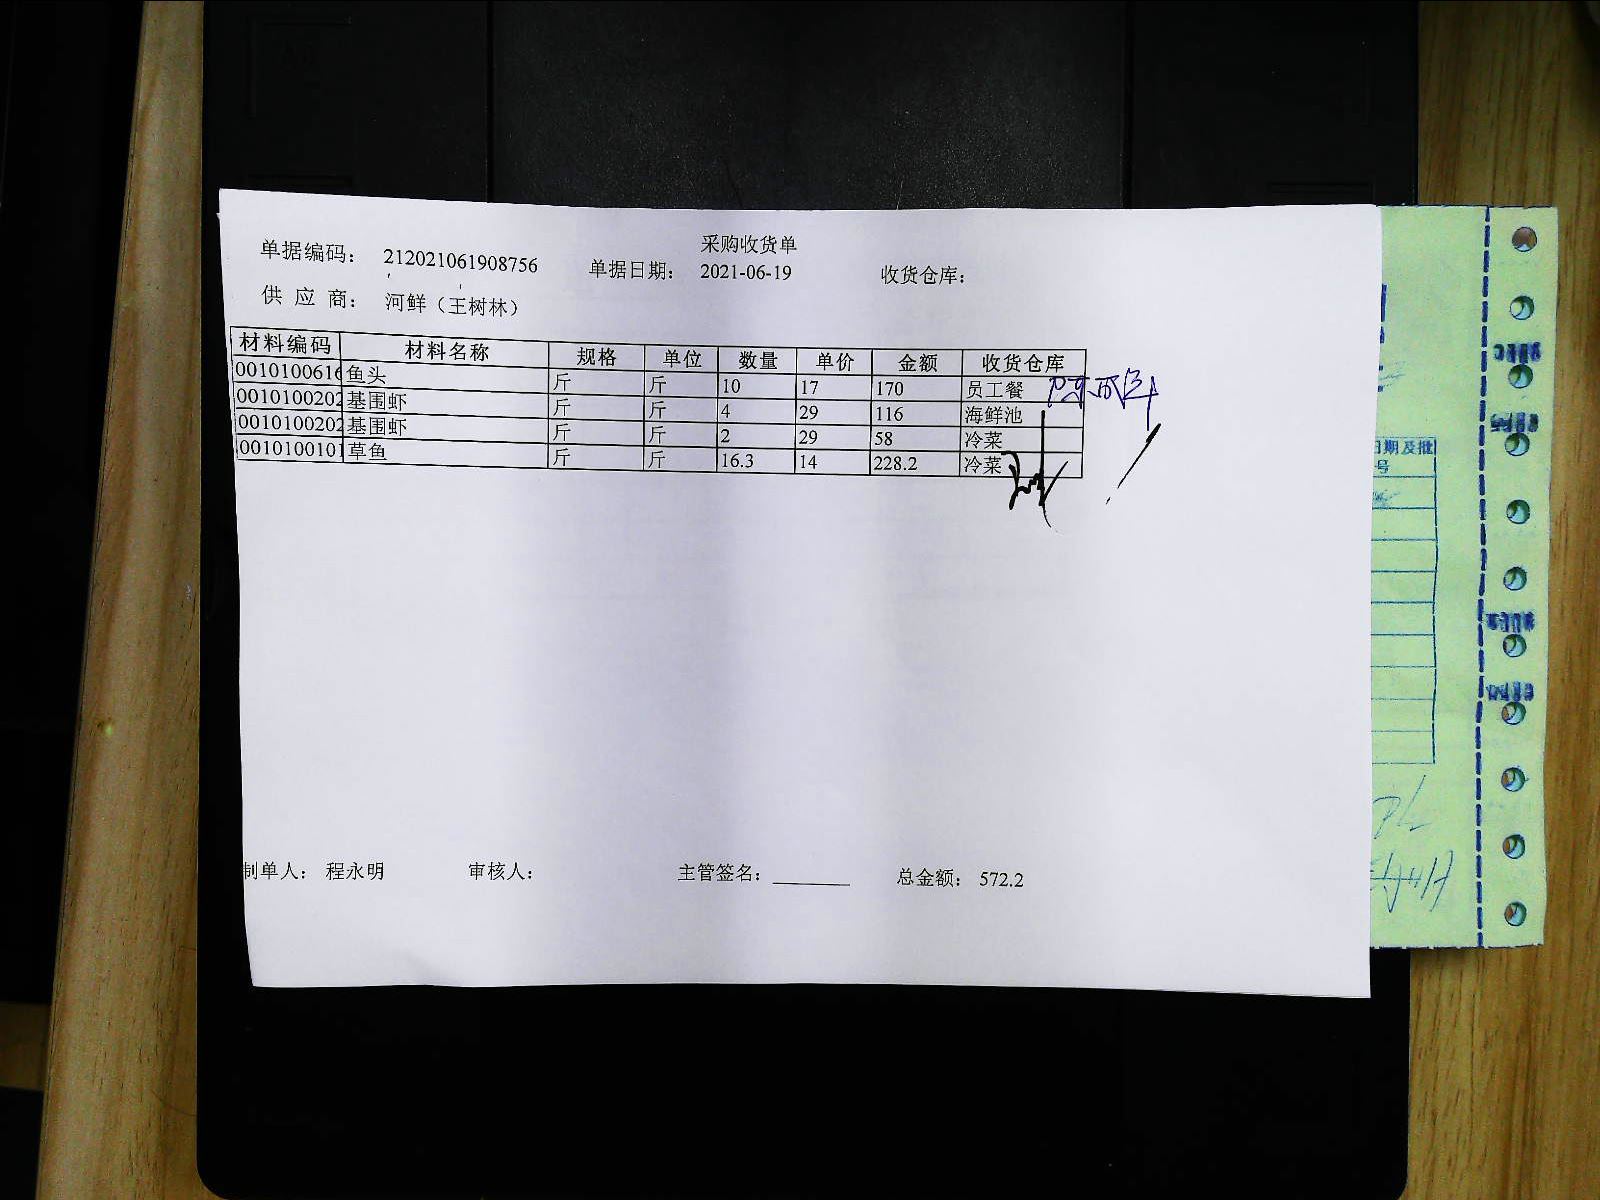 采购收货单
单据编码: 212021061908756 单据日期: 2021-06-19 收货仓库:
供 应 商: 河鲜（王树林）
材料编码 材料名称 规格 单位 数量 单价 金额 收货仓库
0010100616 鱼头 斤 斤 10 17 170 员工餐
0010100202 基围虾 斤 斤 4 29 116 海鲜池
0010100202 基围虾 斤 斤 2 29 58 冷菜
0010100101 草鱼 斤 斤 16.3 14 228.2 冷菜
制单人: 程永明 审核人: 主管签名: 总金额: 572.2
日期及批
号